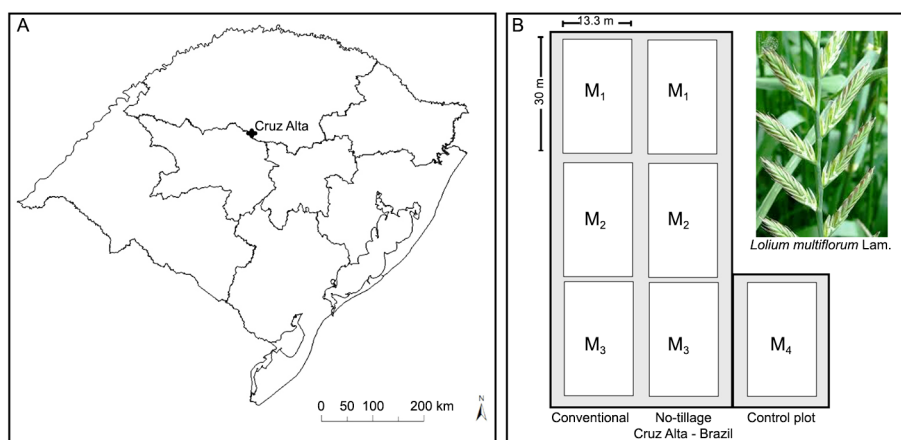 A
Cruz Alta
0 50 100 200 km
N
B
13.3 m
30 m
M1 M1
M2 M2
M3 M3 M4
Lolium multiflorum Lam.
Conventional No-tillage Control plot
Cruz Alta - Brazil